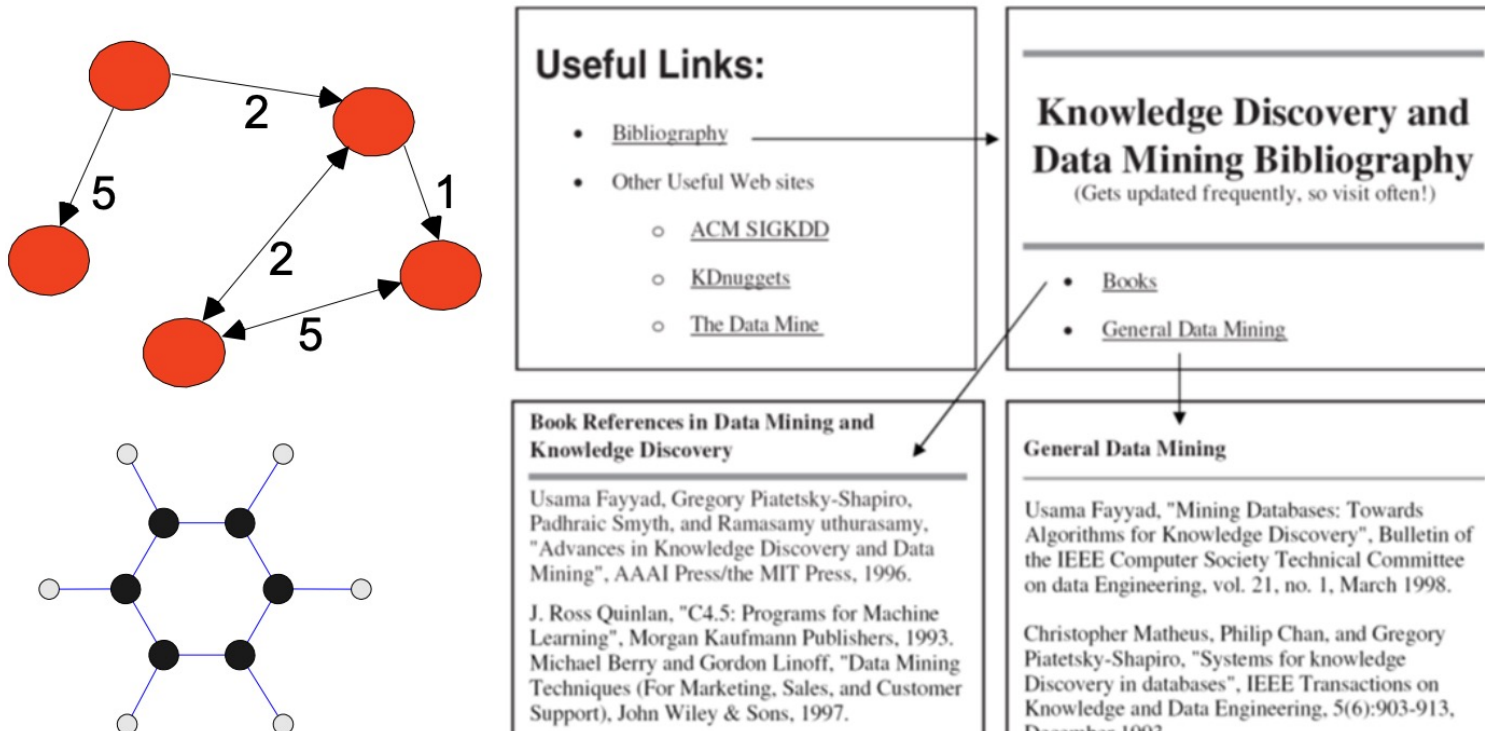 2
5
1
2
5
Useful Links:
• Bibliography
• Other Useful Web sites
o ACM SIGKDD
o KDnuggets
o The Data Mine
Knowledge Discovery and
Data Mining Bibliography
(Gets updated frequently, so visit often!)
• Books
• General Data Mining
Book References in Data Mining and
Knowledge Discovery
Usama Fayyad, Gregory Piatetsky-Shapiro,
Padhraic Smyth, and Ramasamy uthurasamy,
"Advances in Knowledge Discovery and Data
Mining", AAAI Press/the MIT Press, 1996.
J. Ross Quinlan, "C4.5: Programs for Machine
Learning", Morgan Kaufmann Publishers, 1993.
Michael Berry and Gordon Linoff, "Data Mining
Techniques (For Marketing, Sales, and Customer
Support), John Wiley & Sons, 1997.
General Data Mining
Usama Fayyad, "Mining Databases: Towards
Algorithms for Knowledge Discovery", Bulletin of
the IEEE Computer Society Technical Committee
on data Engineering, vol. 21, no. 1, March 1998.
Christopher Matheus, Philip Chan, and Gregory
Piatetsky-Shapiro, "Systems for knowledge
Discovery in databases", IEEE Transactions on
Knowledge and Data Engineering, 5(6):903-913,
December 1993